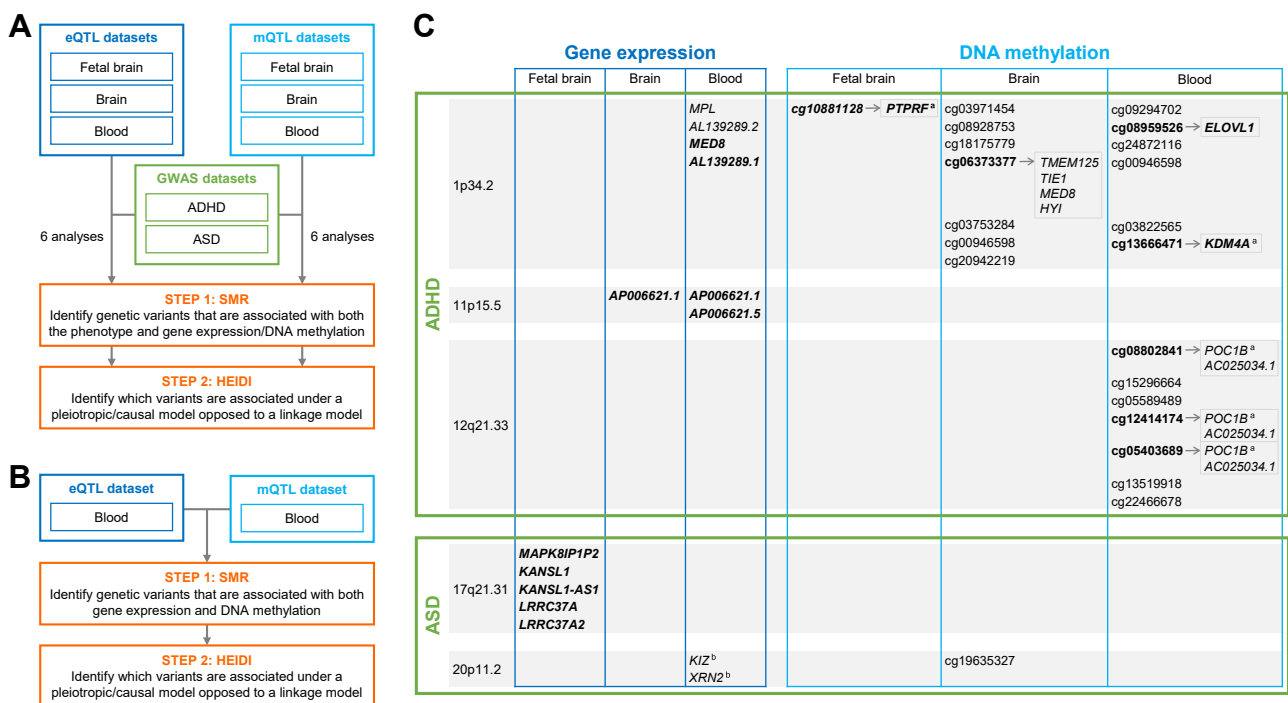 A
eQTL datasets
Fetal brain
Brain
Blood
mQTL datasets
Fetal brain
Brain
Blood
GWAS datasets
ADHD
ASD
6 analyses
6 analyses
STEP 1: SMR
Identify genetic variants that are associated with both
the phenotype and gene expression/DNA methylation
STEP 2: HEIDI
Identify which variants are associated under a
pleiotropic/causal model opposed to a linkage model
B
eQTL dataset
Blood
mQTL dataset
Blood
STEP 1: SMR
Identify genetic variants that are associated with both
gene expression and DNA methylation
STEP 2: HEIDI
Identify which variants are associated under a
pleiotropic/causal model opposed to a linkage model
C
Gene expression
DNA methylation
Fetal brain
Brain
Blood
Fetal brain
Brain
Blood
ADHD
1p34.2
MPL
AL139289.2
MED8
AL139289.1
cg10881128 → PTPRF a
cg03971454
cg08928753
cg18175779
cg06373377 → TMEM125
TIE1
MED8
HYI
cg03753284
cg00946598
cg20942219
cg09294702
cg08959526 → ELOVL1
cg24872116
cg00946598
cg03822565
cg13666471 → KDM4A a
11p15.5
AP006621.1
AP006621.1
AP006621.5
12q21.33
cg08802841 → POC1B a
AC025034.1
cg15296664
cg05589489
cg12414174 → POC1B a
AC025034.1
cg05403689 → POC1B a
AC025034.1
cg13519918
cg22466678
ASD
17q21.31
MAPK8IP1P2
KANSL1
KANSL1-AS1
LRRC37A
LRRC37A2
20p11.2
KIZ b
XRN2 b
cg19635327